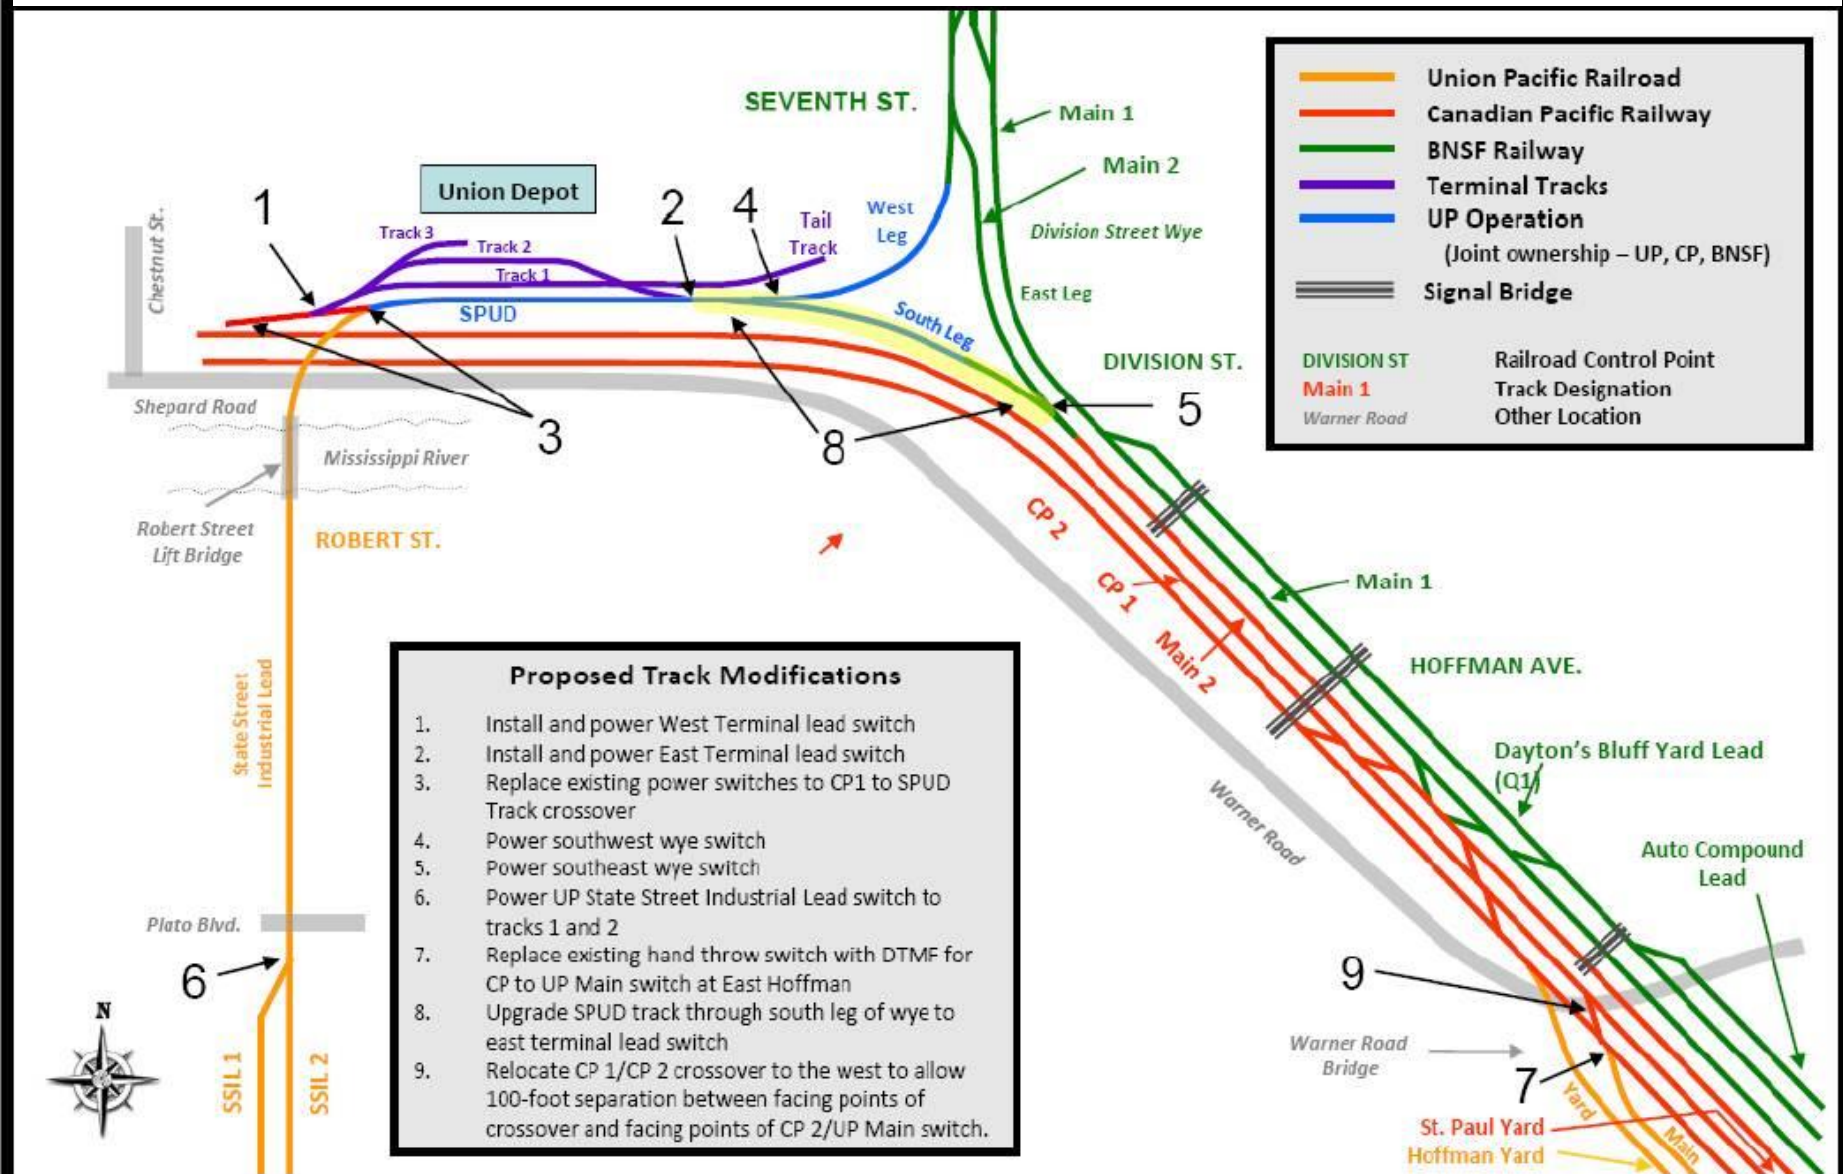 SEVENTH ST.
Main 1
Main 2
Division Street Wye
East Leg
DIVISION ST.
Union Depot
West
Leg
Tail
Track
Track 3
Track 2
Track 1
SPUD
South Leg
1
2
4
3
8
5
Chestnut St.
Shepard Road
Mississippi River
Robert Street
Lift Bridge
ROBERT ST.
State Street
Industrial Lead
Plato Blvd.
6
N
SSIL 1
SSIL 2
Union Pacific Railroad
Canadian Pacific Railway
BNSF Railway
Terminal Tracks
UP Operation
(Joint ownership – UP, CP, BNSF)
Signal Bridge
DIVISION ST Railroad Control Point
Main 1 Track Designation
Warner Road Other Location
CP 2
CP 1
Main 2
Main 1
HOFFMAN AVE.
Dayton's Bluff Yard Lead
(Q1)
Auto Compound
Lead
Warner Road
9
Warner Road
Bridge
7
Yard
Main
St. Paul Yard
Hoffman Yard
Proposed Track Modifications
1. Install and power West Terminal lead switch
2. Install and power East Terminal lead switch
3. Replace existing power switches to CP1 to SPUD
Track crossover
4. Power southwest wye switch
5. Power southeast wye switch
6. Power UP State Street Industrial Lead switch to
tracks 1 and 2
7. Replace existing hand throw switch with DTMF for
CP to UP Main switch at East Hoffman
8. Upgrade SPUD track through south leg of wye to
east terminal lead switch
9. Relocate CP 1/CP 2 crossover to the west to allow
100-foot separation between facing points of
crossover and facing points of CP 2/UP Main switch.